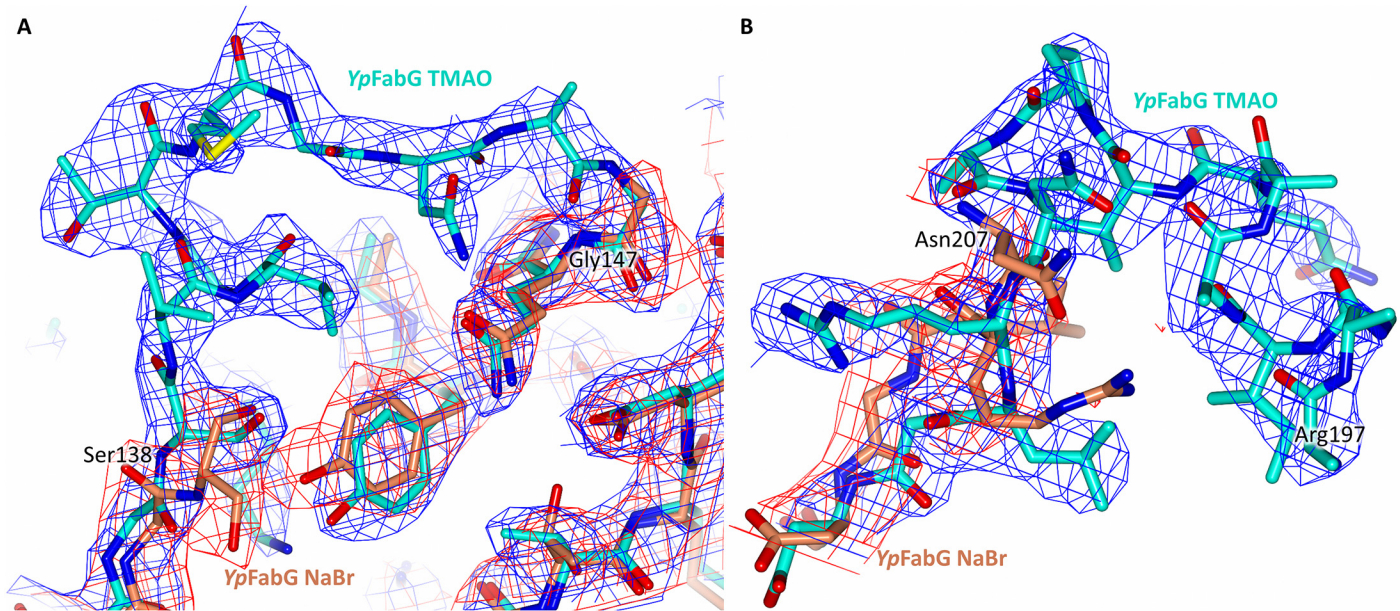 A
YpFabG TMAO
Gly147
Ser138
YpFabG NaBr
B
YpFabG TMAO
Asn207
Arg197
YpFabG NaBr